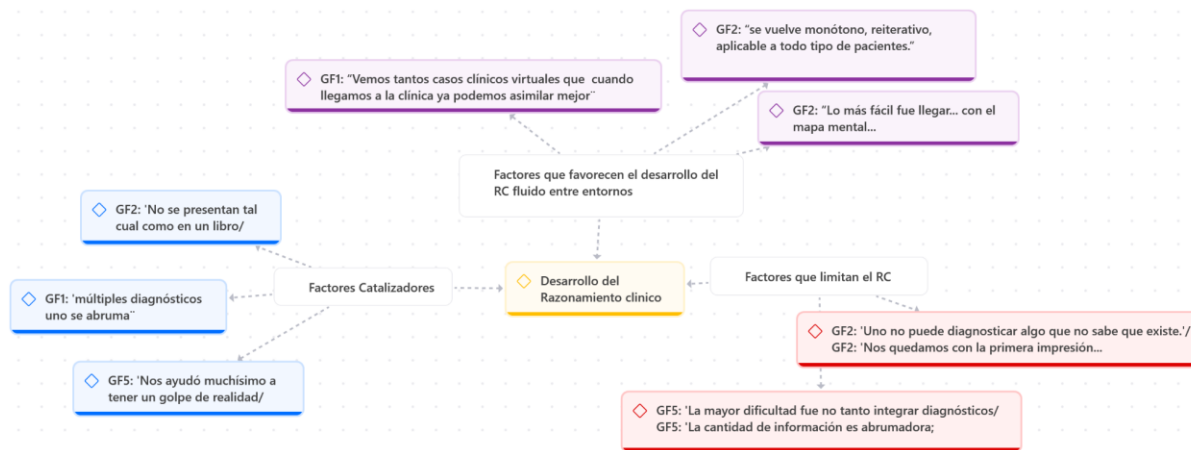 GF2: “se vuelve monótono, reiterativo,
aplicable a todo tipo de pacientes.”
GF1: “Vemos tantos casos clínicos virtuales que cuando
llegamos a la clínica ya podemos asimilar mejor¨
GF2: “Lo más fácil fue llegar... con el
mapa mental...
Factores que favorecen el desarrollo del
RC fluido entre entornos
GF2: 'No se presentan tal
cual como en un libro/
Factores Catalizadores
Desarrollo del
Razonamiento clínico
Factores que limitan el RC
GF1: 'múltiples diagnósticos
uno se abruma¨
GF2: 'Uno no puede diagnosticar algo que no sabe que existe.'/
GF2: 'Nos quedamos con la primera impresión...
GF5: 'Nos ayudó muchísimo a
tener un golpe de realidad/
GF5: 'La mayor dificultad fue no tanto integrar diagnósticos/
GF5: 'La cantidad de información es abrumadora;